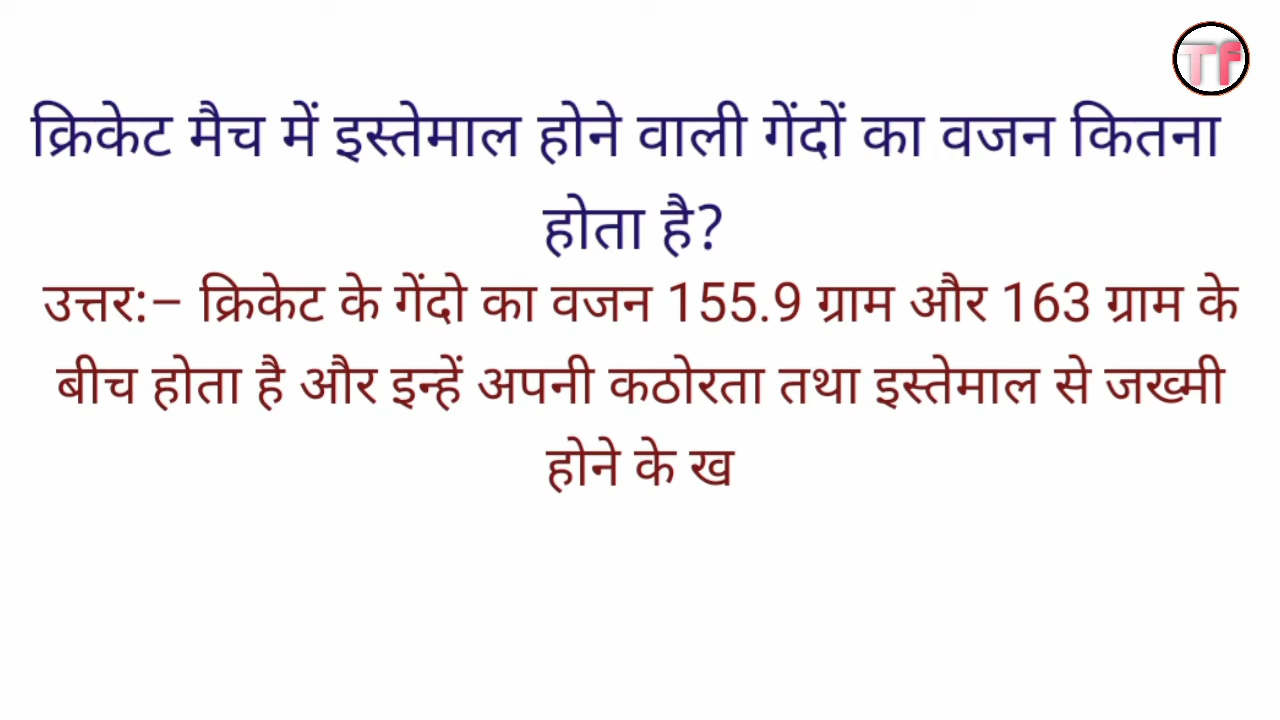 Tf
क्रिकेट मैच में इस्तेमाल होने वाली गेंदों का वजन कितना
होता है?
उत्तर:– क्रिकेट के गेंदो का वजन 155.9 ग्राम और 163 ग्राम के
बीच होता है और इन्हें अपनी कठोरता तथा इस्तेमाल से जख्मी
होने के ख